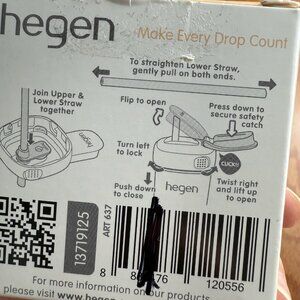 hegen
Make Every Drop Count
To straighten Lower Straw,
gently pull on both ends.
Join Upper &
Lower Straw
together
Flip to open
Press down to
secure safety
catch
hegen
Turn left
to lock
CLICK!
Push down
to close
hegen
Twist right
and lift up
to open
13719125
ART 637
8
76
120556
For more information on our products
please visit www.hegen